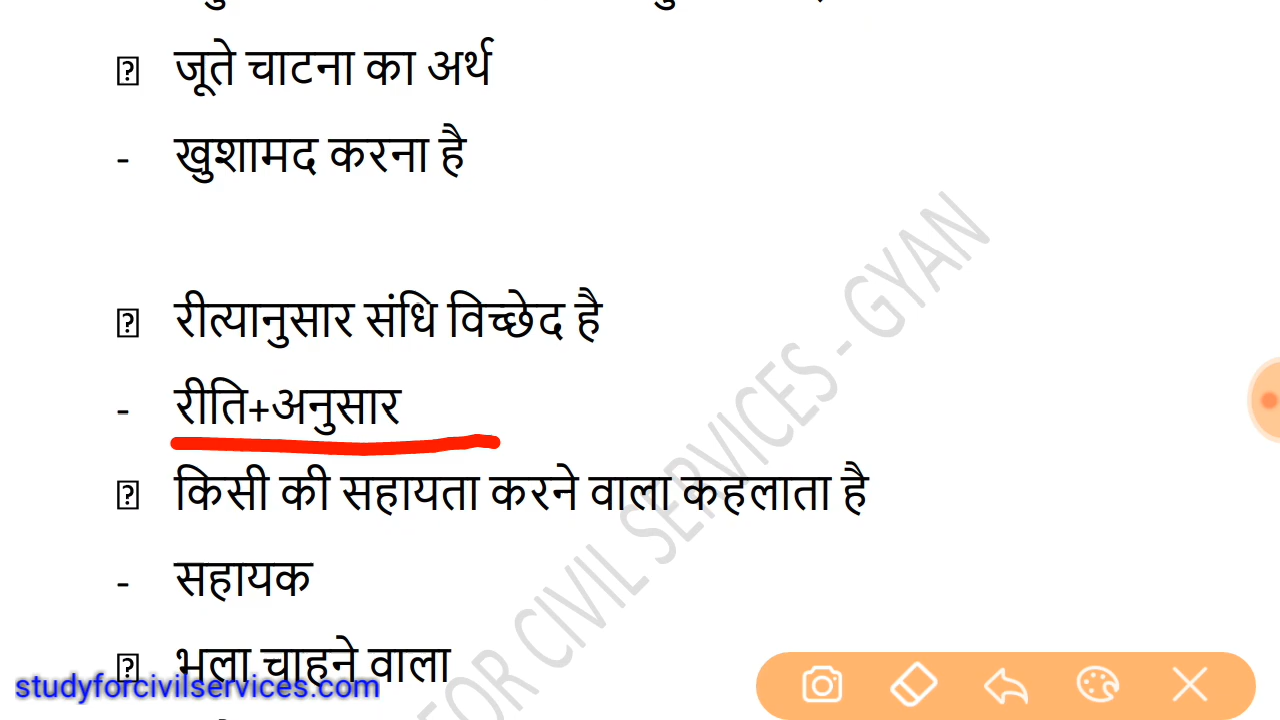 जूते चाटना का अर्थ
- खुशामद करना है
रीत्यानुसार संधि विच्छेद है
- रीति+अनुसार
किसी की सहायता करने वाला कहलाता है
- सहायक
भला चाहने वाला
studyforcivilservices.com
FOR CIVIL SERVICES - GYAN